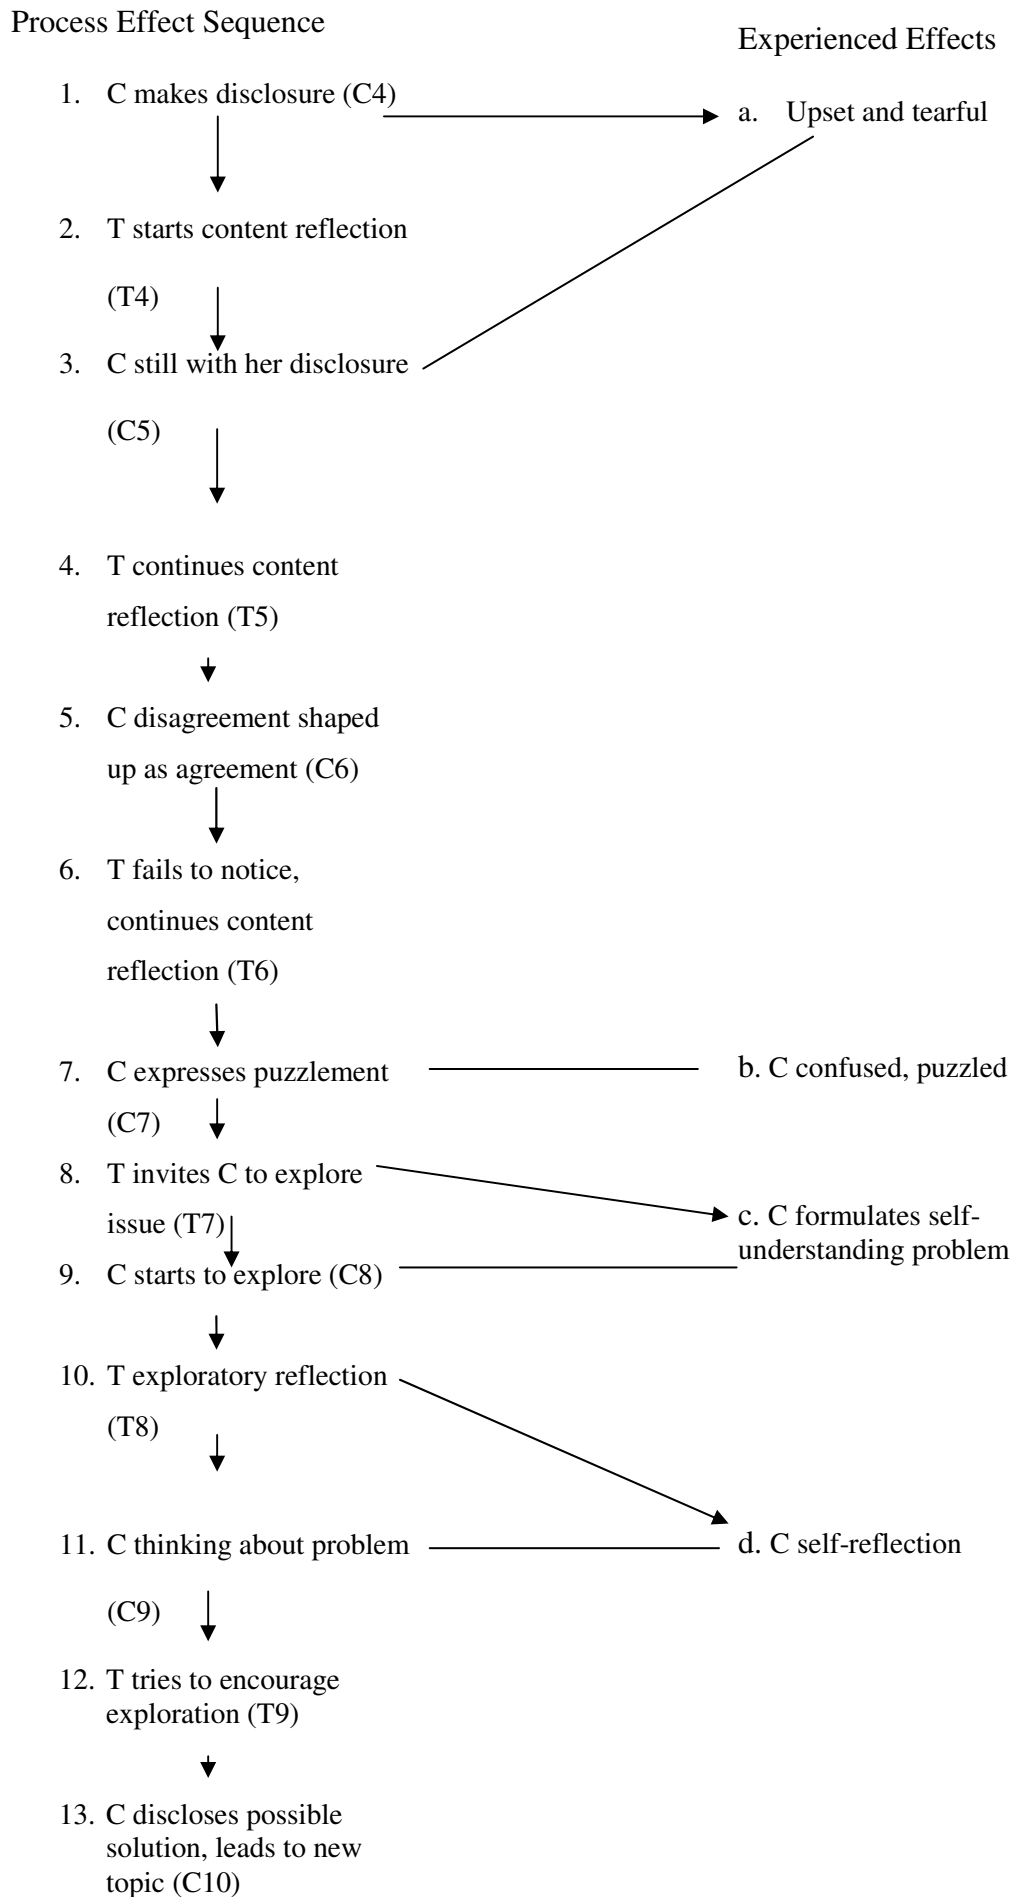 Process Effect Sequence
Experienced Effects
1. C makes disclosure (C4)
a. Upset and tearful
2. T starts content reflection
(T4)
3. C still with her disclosure
(C5)
4. T continues content
reflection (T5)
5. C disagreement shaped
up as agreement (C6)
6. T fails to notice,
continues content
reflection (T6)
7. C expresses puzzlement
b. C confused, puzzled
(C7)
8. T invites C to explore
issue (T7)
c. C formulates self-
understanding problem
9. C starts to explore (C8)
10. T exploratory reflection
(T8)
11. C thinking about problem
d. C self-reflection
(C9)
12. T tries to encourage
exploration (T9)
13. C discloses possible
solution, leads to new
topic (C10)